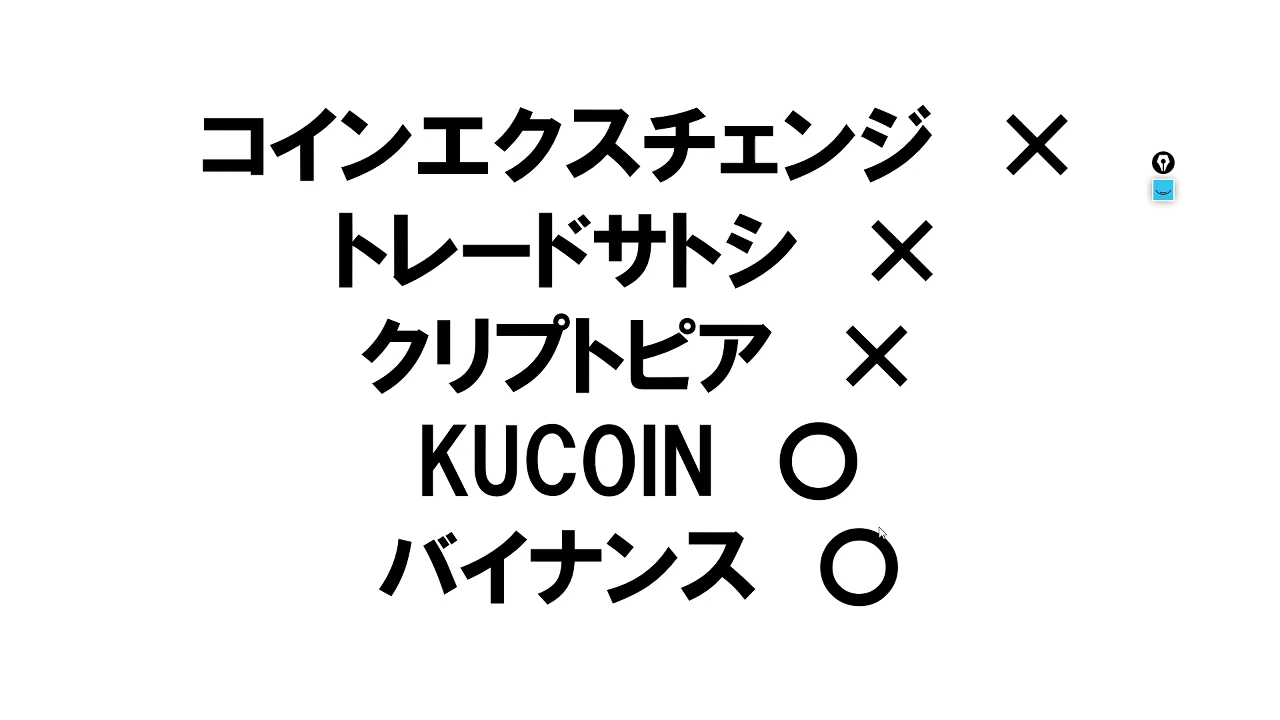 コインエクスチェンジ ×
トレードサトシ ×
クリプトピア ×
KUCOIN ○
バイナンス ○